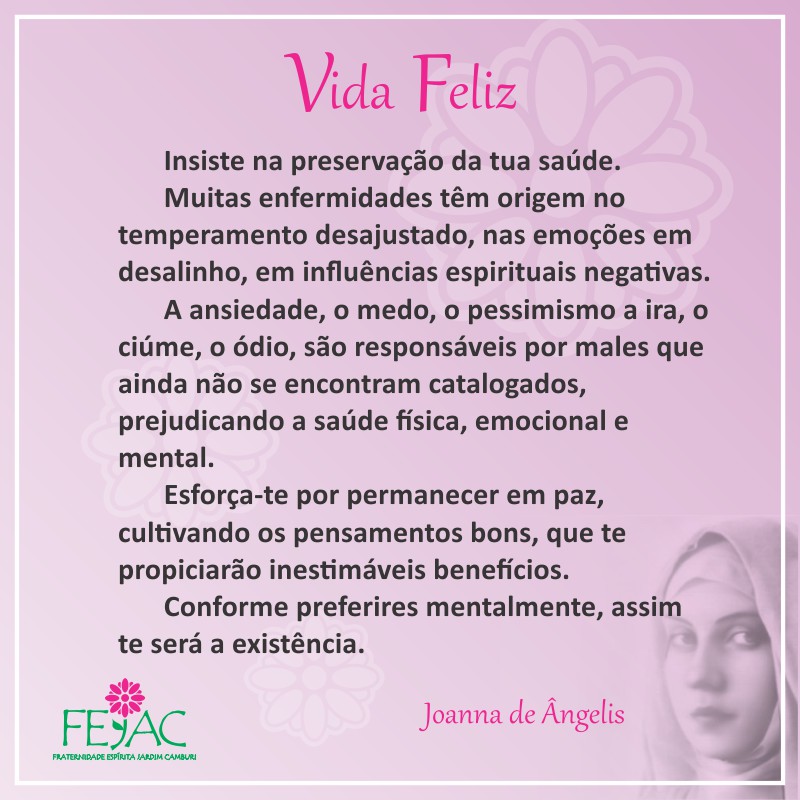 Vida Feliz
Insiste na preservação da tua saúde.
Muitas enfermidades têm origem no
temperamento desajustado, nas emoções em
desalinho, em influências espirituais negativas.
A ansiedade, o medo, o pessimismo a ira, o
ciúme, o ódio, são responsáveis por males que
ainda não se encontram catalogados,
prejudicando a saúde física, emocional e
mental.
Esforça-te por permanecer em paz,
cultivando os pensamentos bons, que te
propiciarão inestimáveis benefícios.
Conforme preferires mentalmente, assim
te será a existência.
Joanna de Ângelis
FEJAC
FRATERNIDADE ESPÍRITA JARDIM CAMBURI